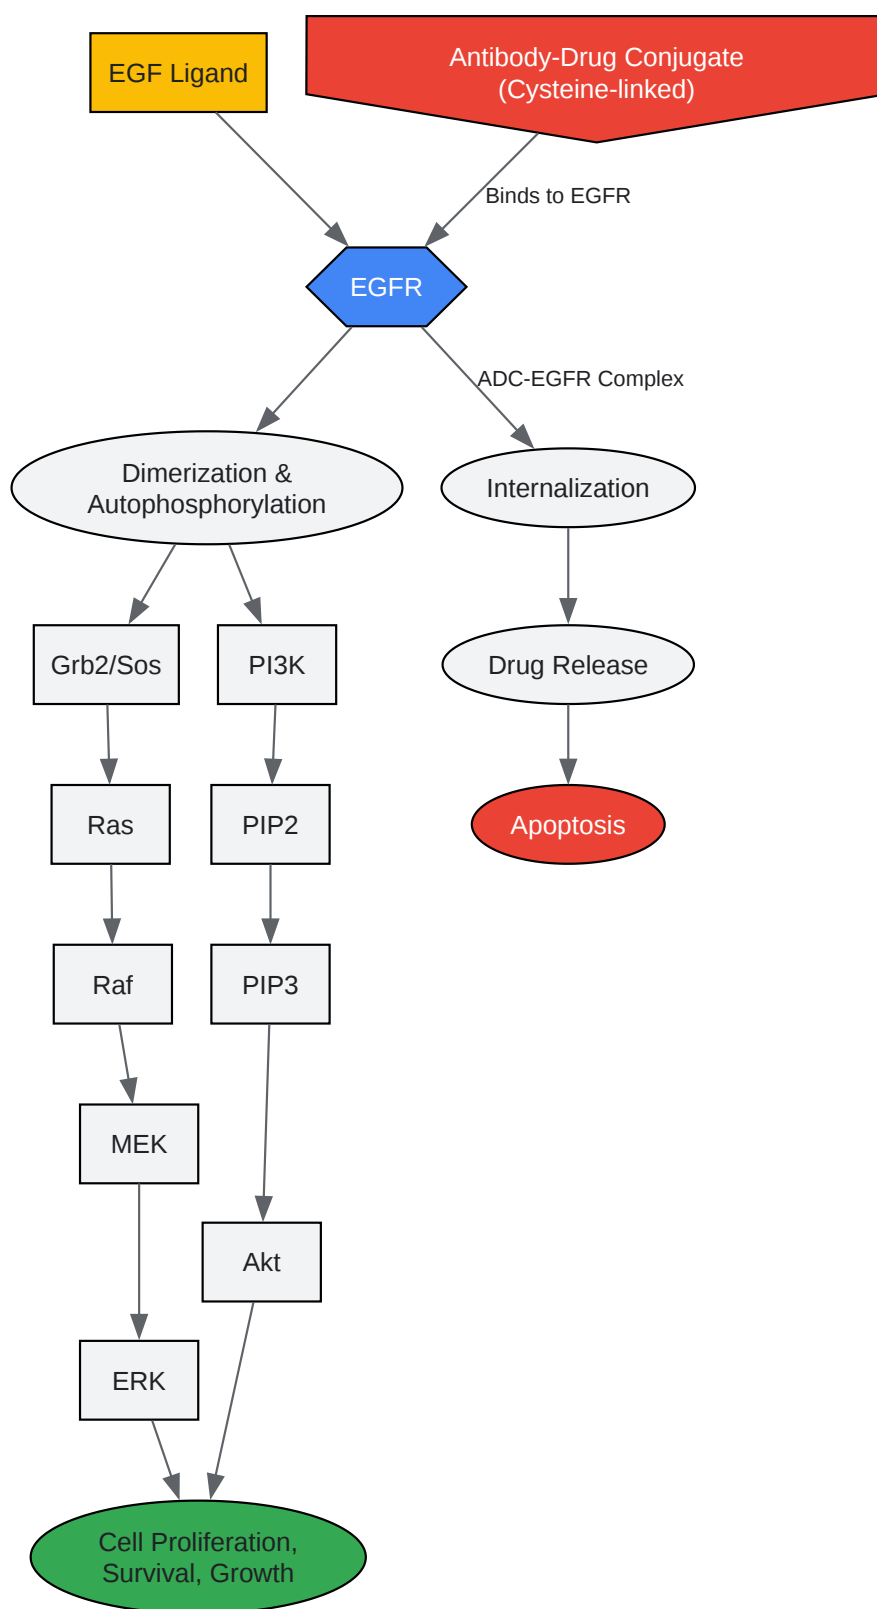 EGF Ligand
Antibody-Drug Conjugate
(Cysteine-linked)
Binds to EGFR
EGFR
ADC-EGFR Complex
Dimerization &
Autophosphorylation
Internalization
Grb2/Sos
PI3K
Drug Release
Ras
PIP2
Apoptosis
Raf
PIP3
MEK
Akt
ERK
Cell Proliferation,
Survival, Growth